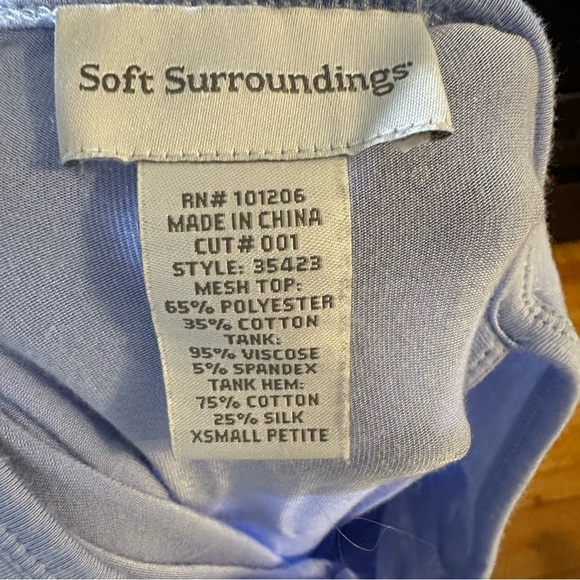 Soft Surroundings
RN# 101206
MADE IN CHINA
CUT# 001
STYLE: 35423
MESH TOP:
65% POLYESTER
35% COTTON
TANK:
95% VISCOSE
5% SPANDEX
TANK HEM:
75% COTTON
25% SILK
XSMALL PETITE